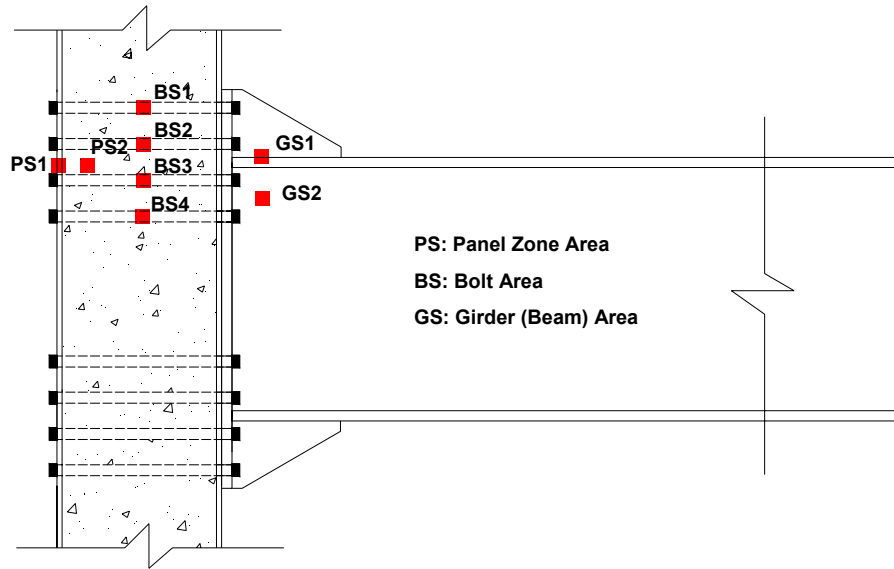 BS1
BS2
GS1
PS1
PS2
BS3
GS2
BS4
PS: Panel Zone Area
BS: Bolt Area
GS: Girder (Beam) Area